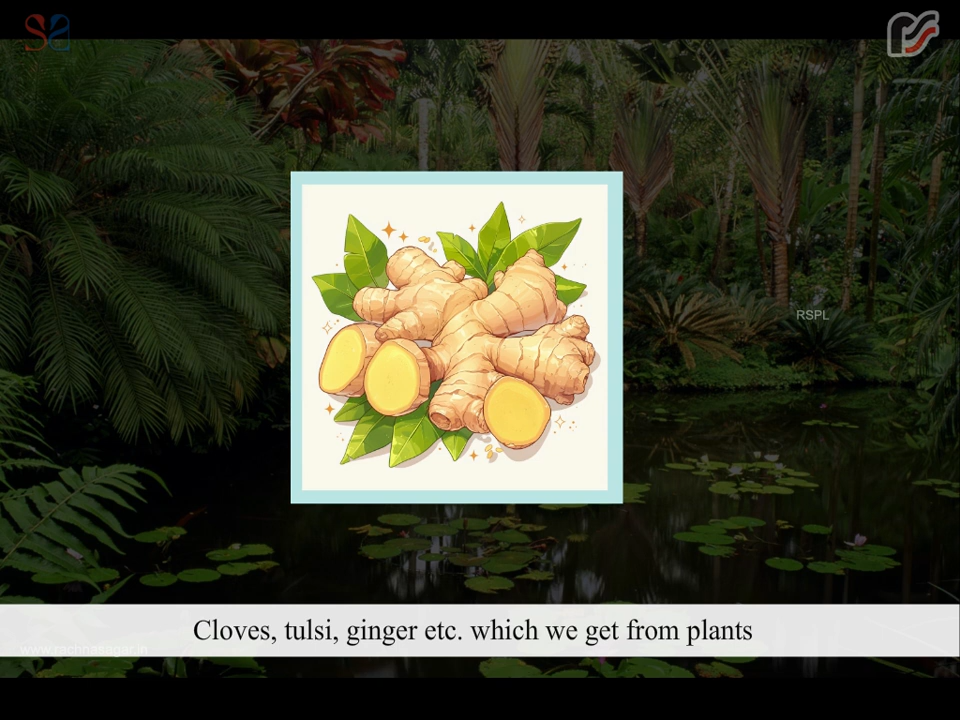 RSPL
Cloves, tulsi, ginger etc. which we get from plants
www.rachnasagar.in